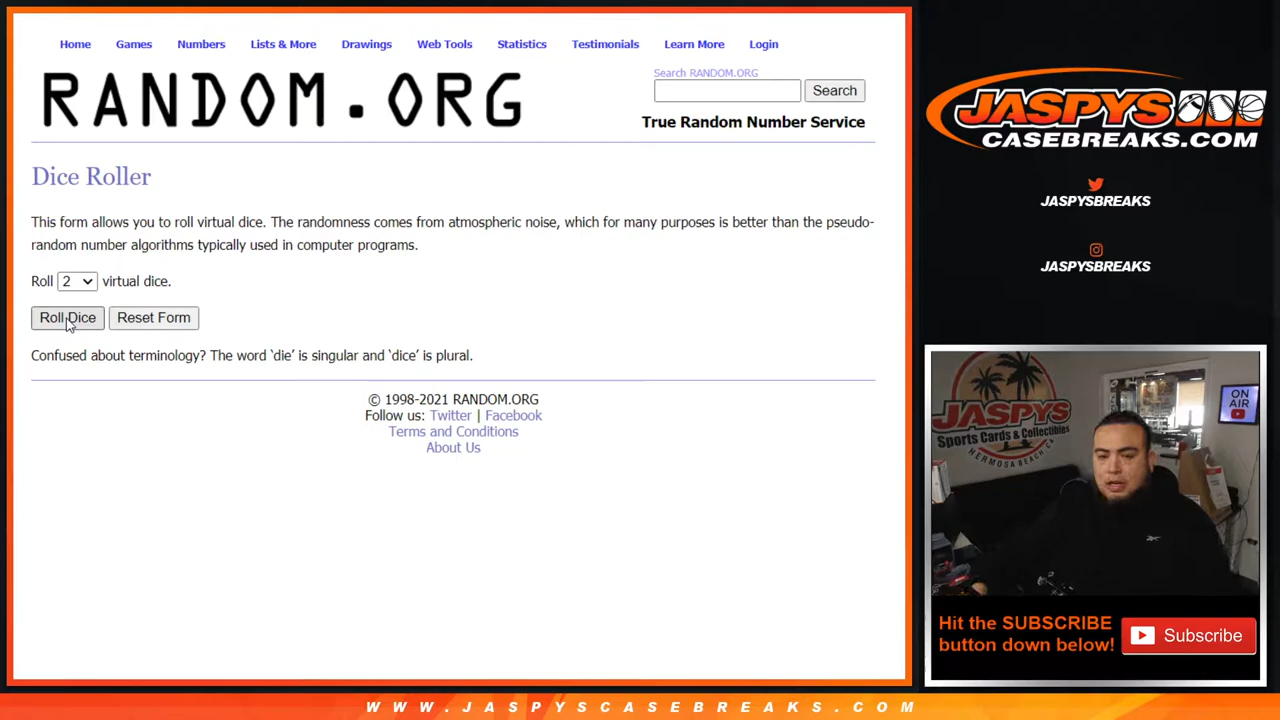 Home Games Numbers Lists & More Drawings Web Tools Statistics Testimonials Learn More Login
RANDOM.ORG
Search RANDOM.ORG
Search
True Random Number Service
Dice Roller
This form allows you to roll virtual dice. The randomness comes from atmospheric noise, which for many purposes is better than the pseudo-
random number algorithms typically used in computer programs.
Roll 2 virtual dice.
Roll Dice Reset Form
Confused about terminology? The word ‘die’ is singular and ‘dice’ is plural.
© 1998-2021 RANDOM.ORG
Follow us: Twitter | Facebook
Terms and Conditions
About Us
JASPYS
CASEBREAKS.COM
JASPYSBREAKS
JASPYSBREAKS
JASPYS
Sports Cards & Collectibles
HERMOSA BEACH CA
ON
AIR
Hit the SUBSCRIBE
button down below!
Subscribe
WWW.JASPYSCASEBREAKS.COM